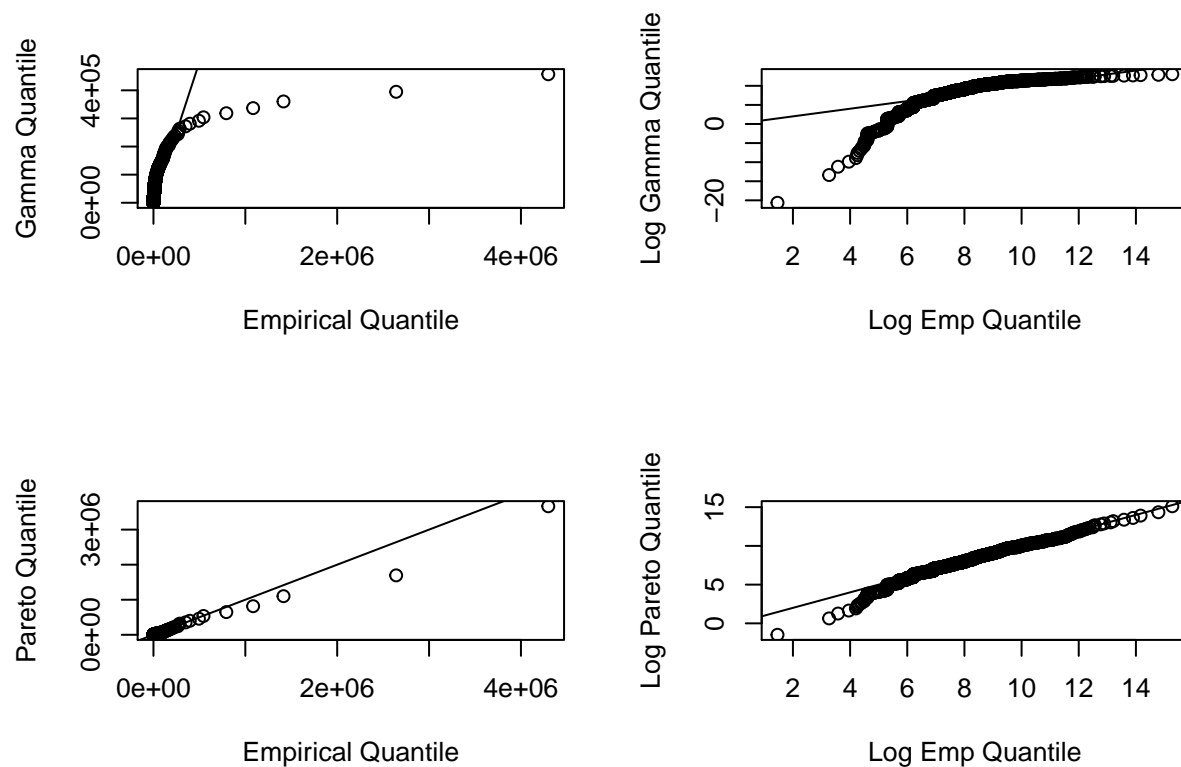 Gamma Quantile
0e+00 4e+05
0e+00 2e+06 4e+06
Empirical Quantile
Log Gamma Quantile
−20 0
2 4 6 8 10 12 14
Log Emp Quantile
Pareto Quantile
0e+00 3e+06
0e+00 2e+06 4e+06
Empirical Quantile
Log Pareto Quantile
0 5 15
2 4 6 8 10 12 14
Log Emp Quantile